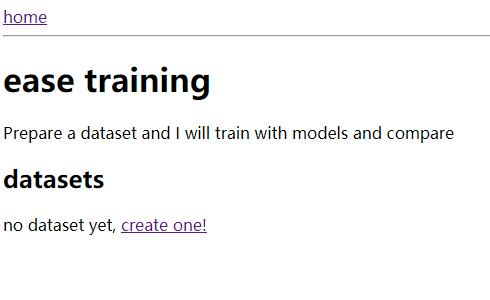 home
ease training
Prepare a dataset and I will train with models and compare
datasets
no dataset yet, create one!